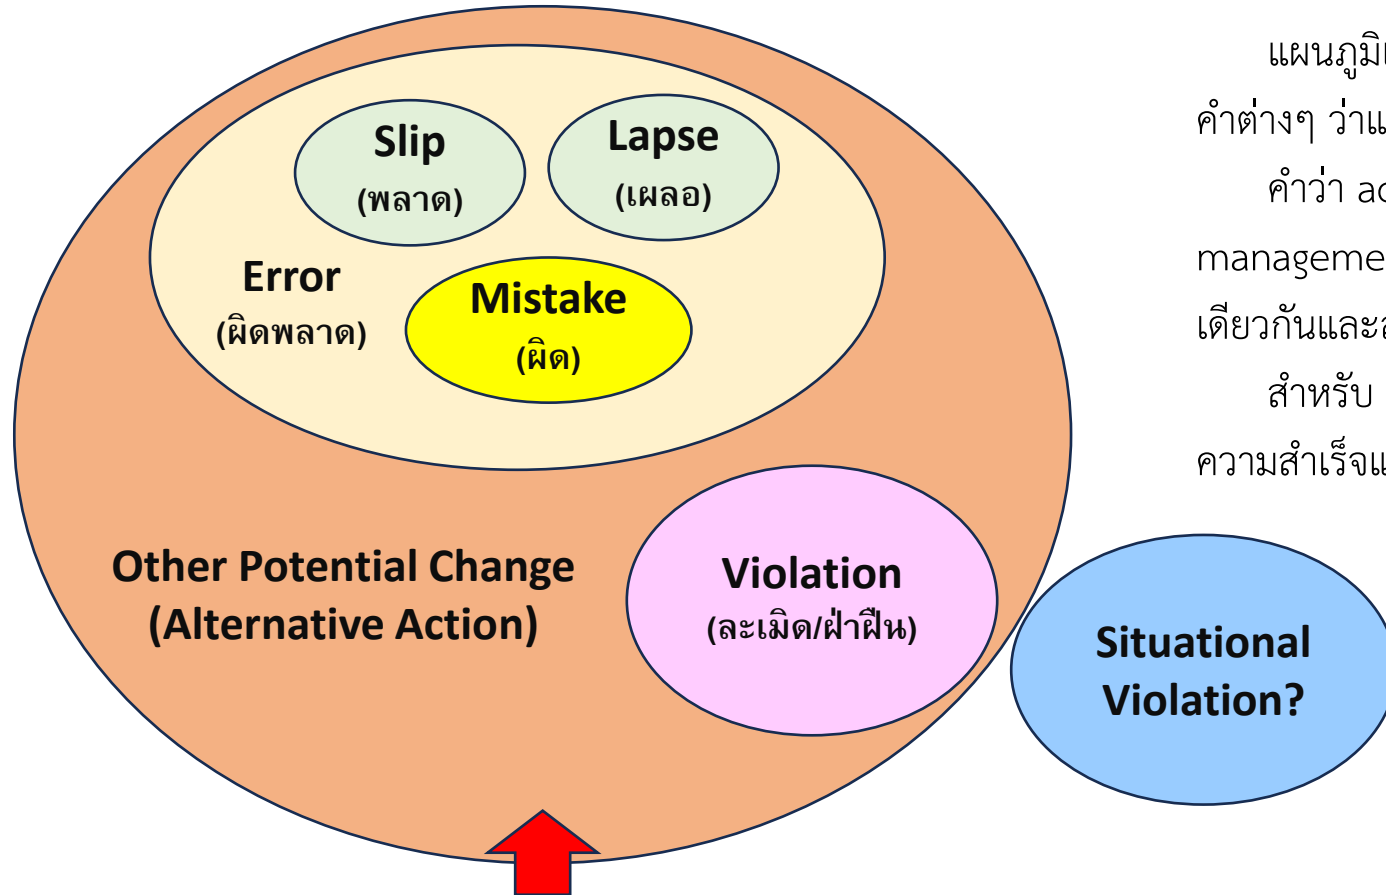 Slip
(พลาด)
Lapse
(เผลอ)
Error
(ผิดพลาด)
Mistake
(ผิด)
Other Potential Change
(Alternative Action)
Violation
(ละเมิด/ฝ่าฝืน)
Situational
Violation?
แผนภูมิ
คำต่างๆ ว่า
คำว่า
เดียวกันและ
สำหรับ
ความสำเร็จ